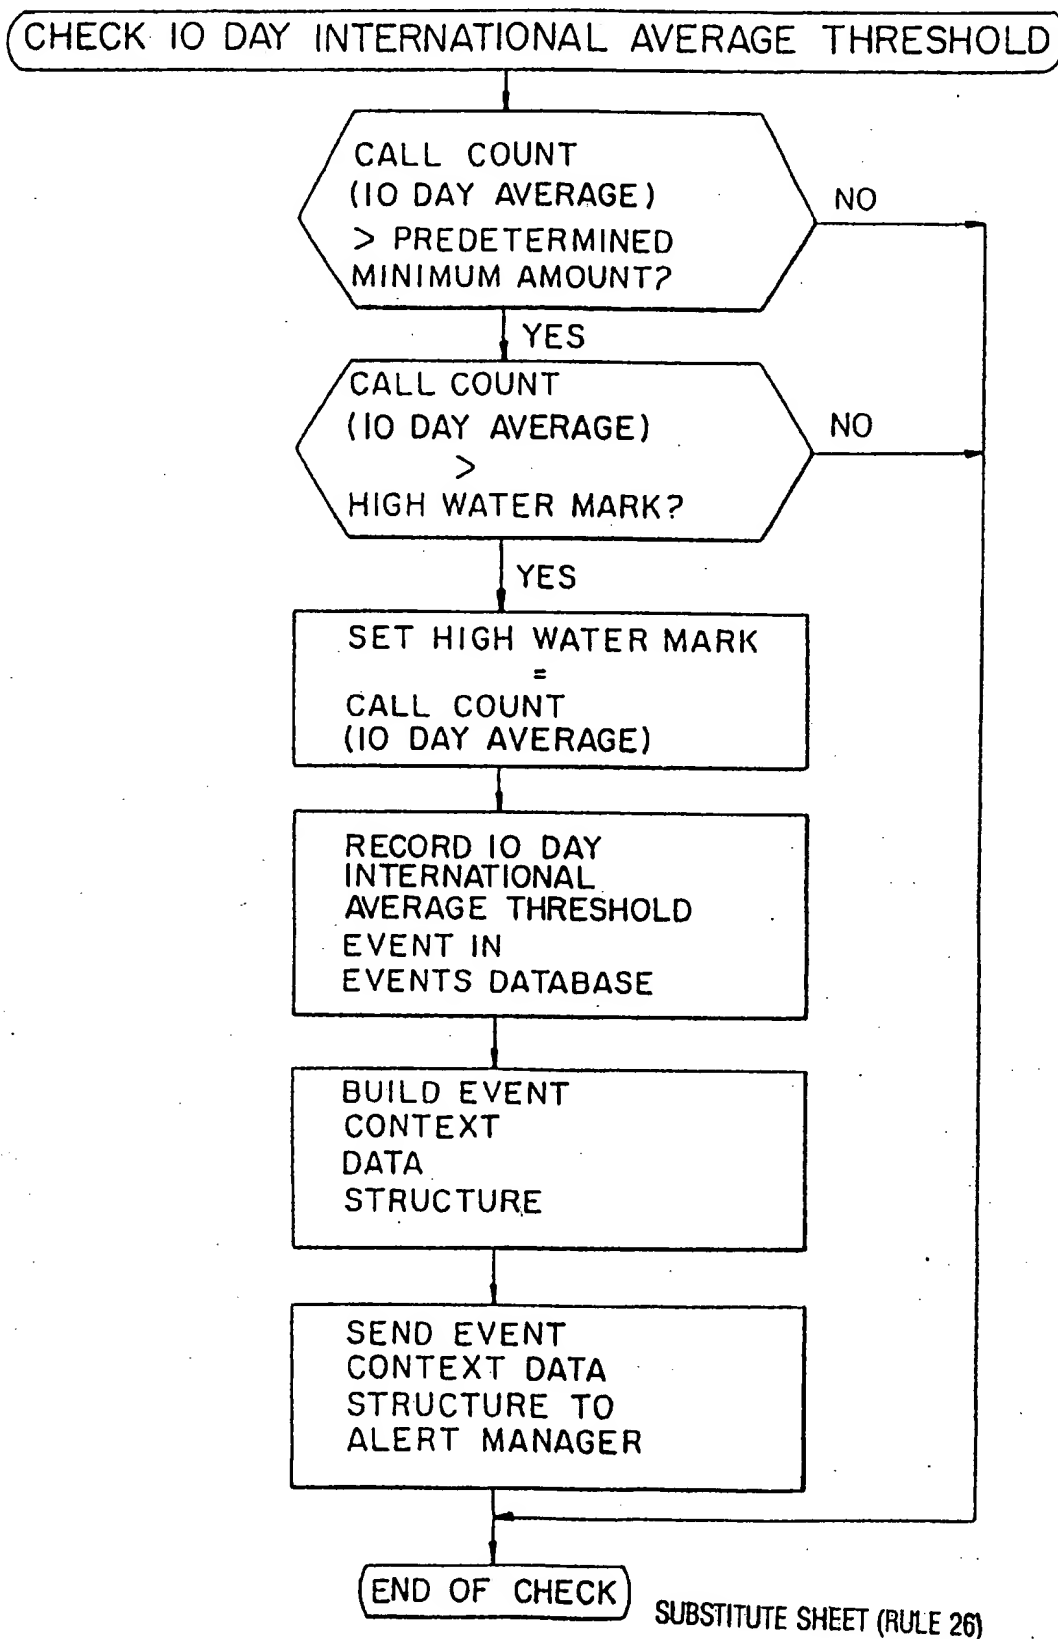 CHECK 10 DAY INTERNATIONAL AVERAGE THRESHOLD
CALL COUNT
(10 DAY AVERAGE)
> PREDETERMINED
MINIMUM AMOUNT?
NO
YES
CALL COUNT
(10 DAY AVERAGE)
>
HIGH WATER MARK?
NO
YES
SET HIGH WATER MARK
=
CALL COUNT
(10 DAY AVERAGE)
RECORD 10 DAY
INTERNATIONAL
AVERAGE THRESHOLD
EVENT IN
EVENTS DATABASE
BUILD EVENT
CONTEXT
DATA
STRUCTURE
SEND EVENT
CONTEXT DATA
STRUCTURE TO
ALERT MANAGER
END OF CHECK
SUBSTITUTE SHEET (RULE 26)